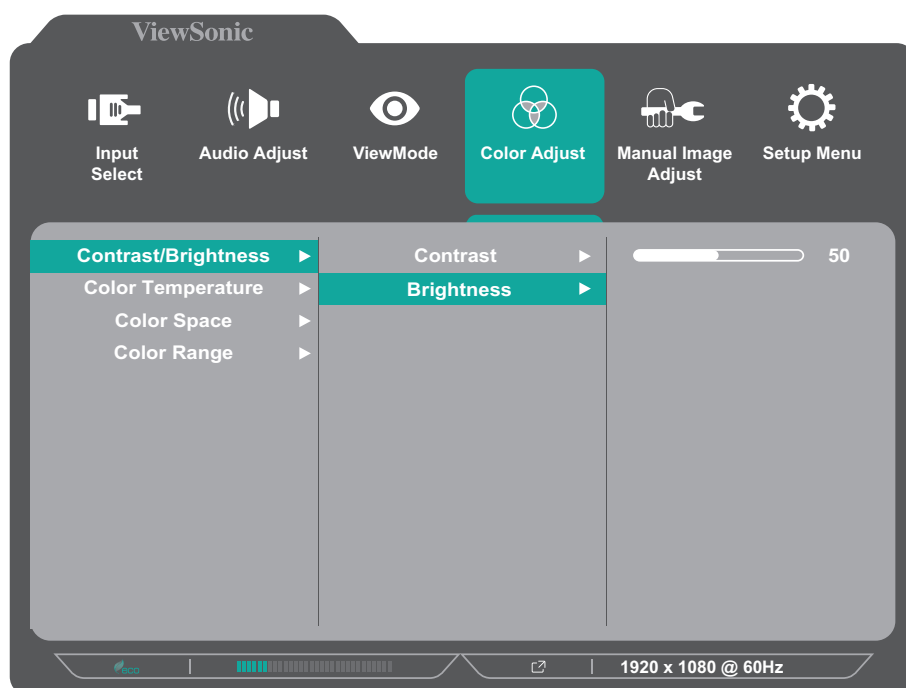 ViewSonic
Input Select
Audio Adjust
ViewMode
Color Adjust
Manual Image Adjust
Setup Menu
Contrast/Brightness
Contrast
50
Color Temperature
Brightness
Color Space
Color Range
eco
1920 x 1080 @ 60Hz